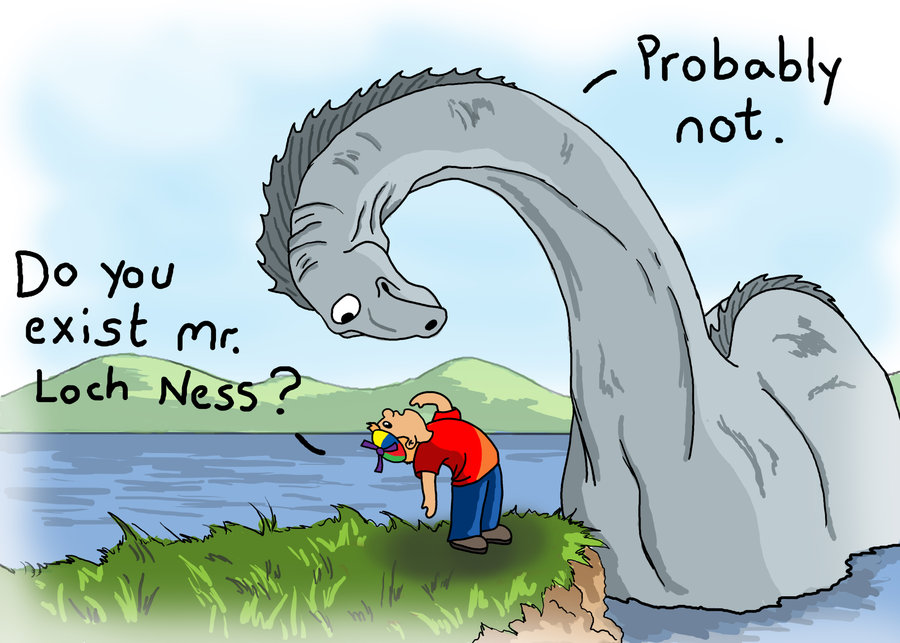 Do you
exist mr.
Loch Ness?
Probably
not.